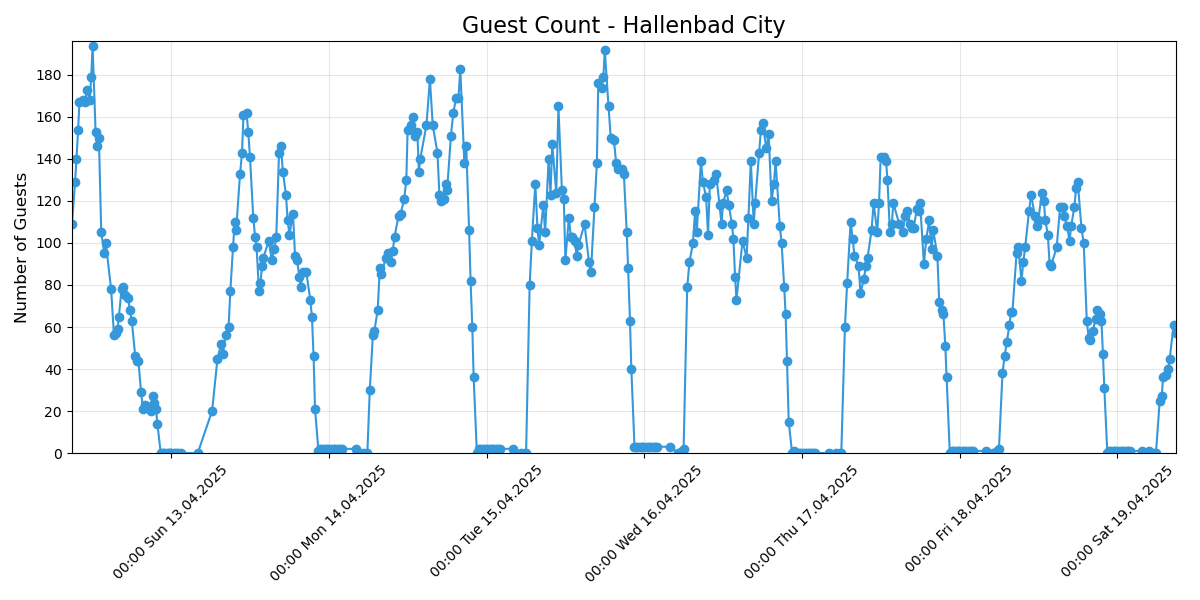 Guest Count - Hallenbad City
Number of Guests
180
160
140
120
100
80
60
40
20
0
00:00 Sun 13.04.2025
00:00 Mon 14.04.2025
00:00 Tue 15.04.2025
00:00 Wed 16.04.2025
00:00 Thu 17.04.2025
00:00 Fri 18.04.2025
00:00 Sat 19.04.2025